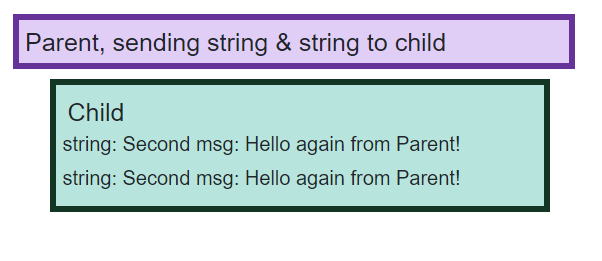 Parent, sending string & string to child
Child
string: Second msg: Hello again from Parent!
string: Second msg: Hello again from Parent!